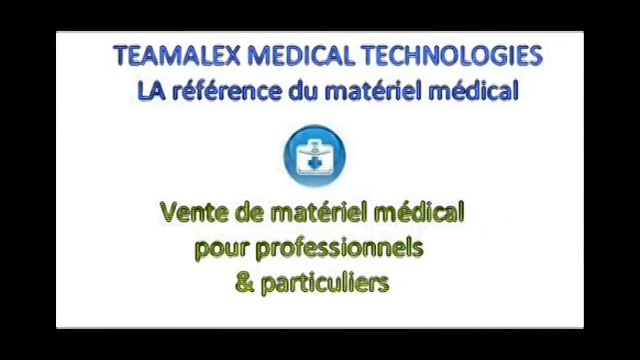 TEAMALEX MEDICAL TECHNOLOGIES
LA référence du matériel médical
Vente de matériel médical
pour professionnels
& particuliers